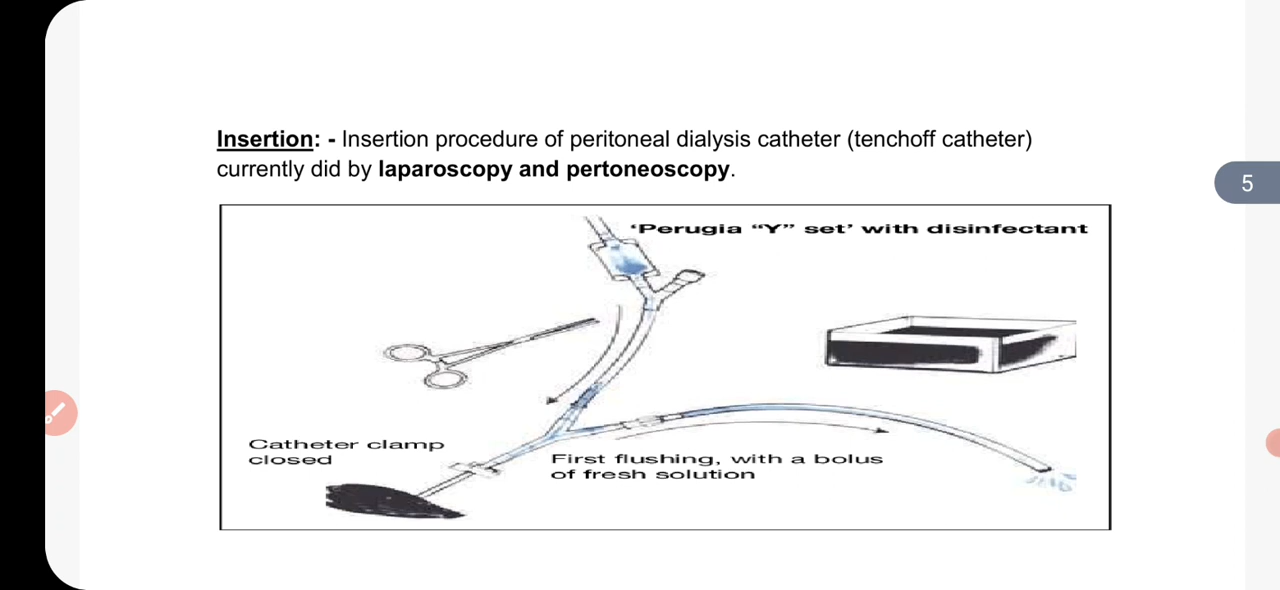 Insertion: - Insertion procedure of peritoneal dialysis catheter (tenchoff catheter)
currently did by laparoscopy and pertoneoscopy.
5
‘Perugia “Y” set’ with disinfectant
Catheter clamp
closed
First flushing, with a bolus
of fresh solution